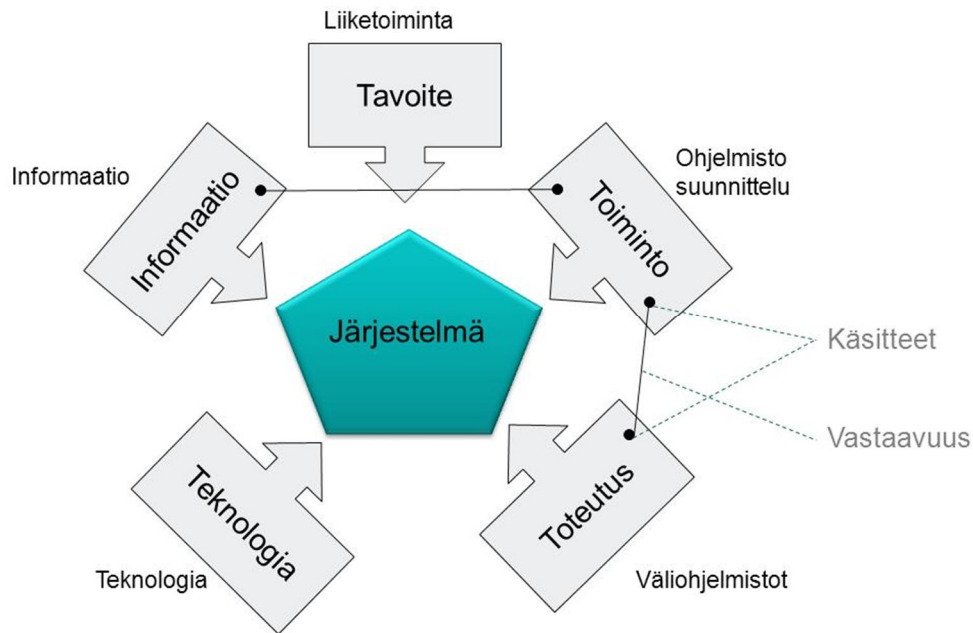 Liiketoiminta
Tavoite
Informaatio
Informaatio
Ohjelmisto
suunnittelu
Toiminto
Järjestelmä
Käsitteet
Vastaavuus
Teknologia
Teknologia
Toteutus
Väliohjelmistot